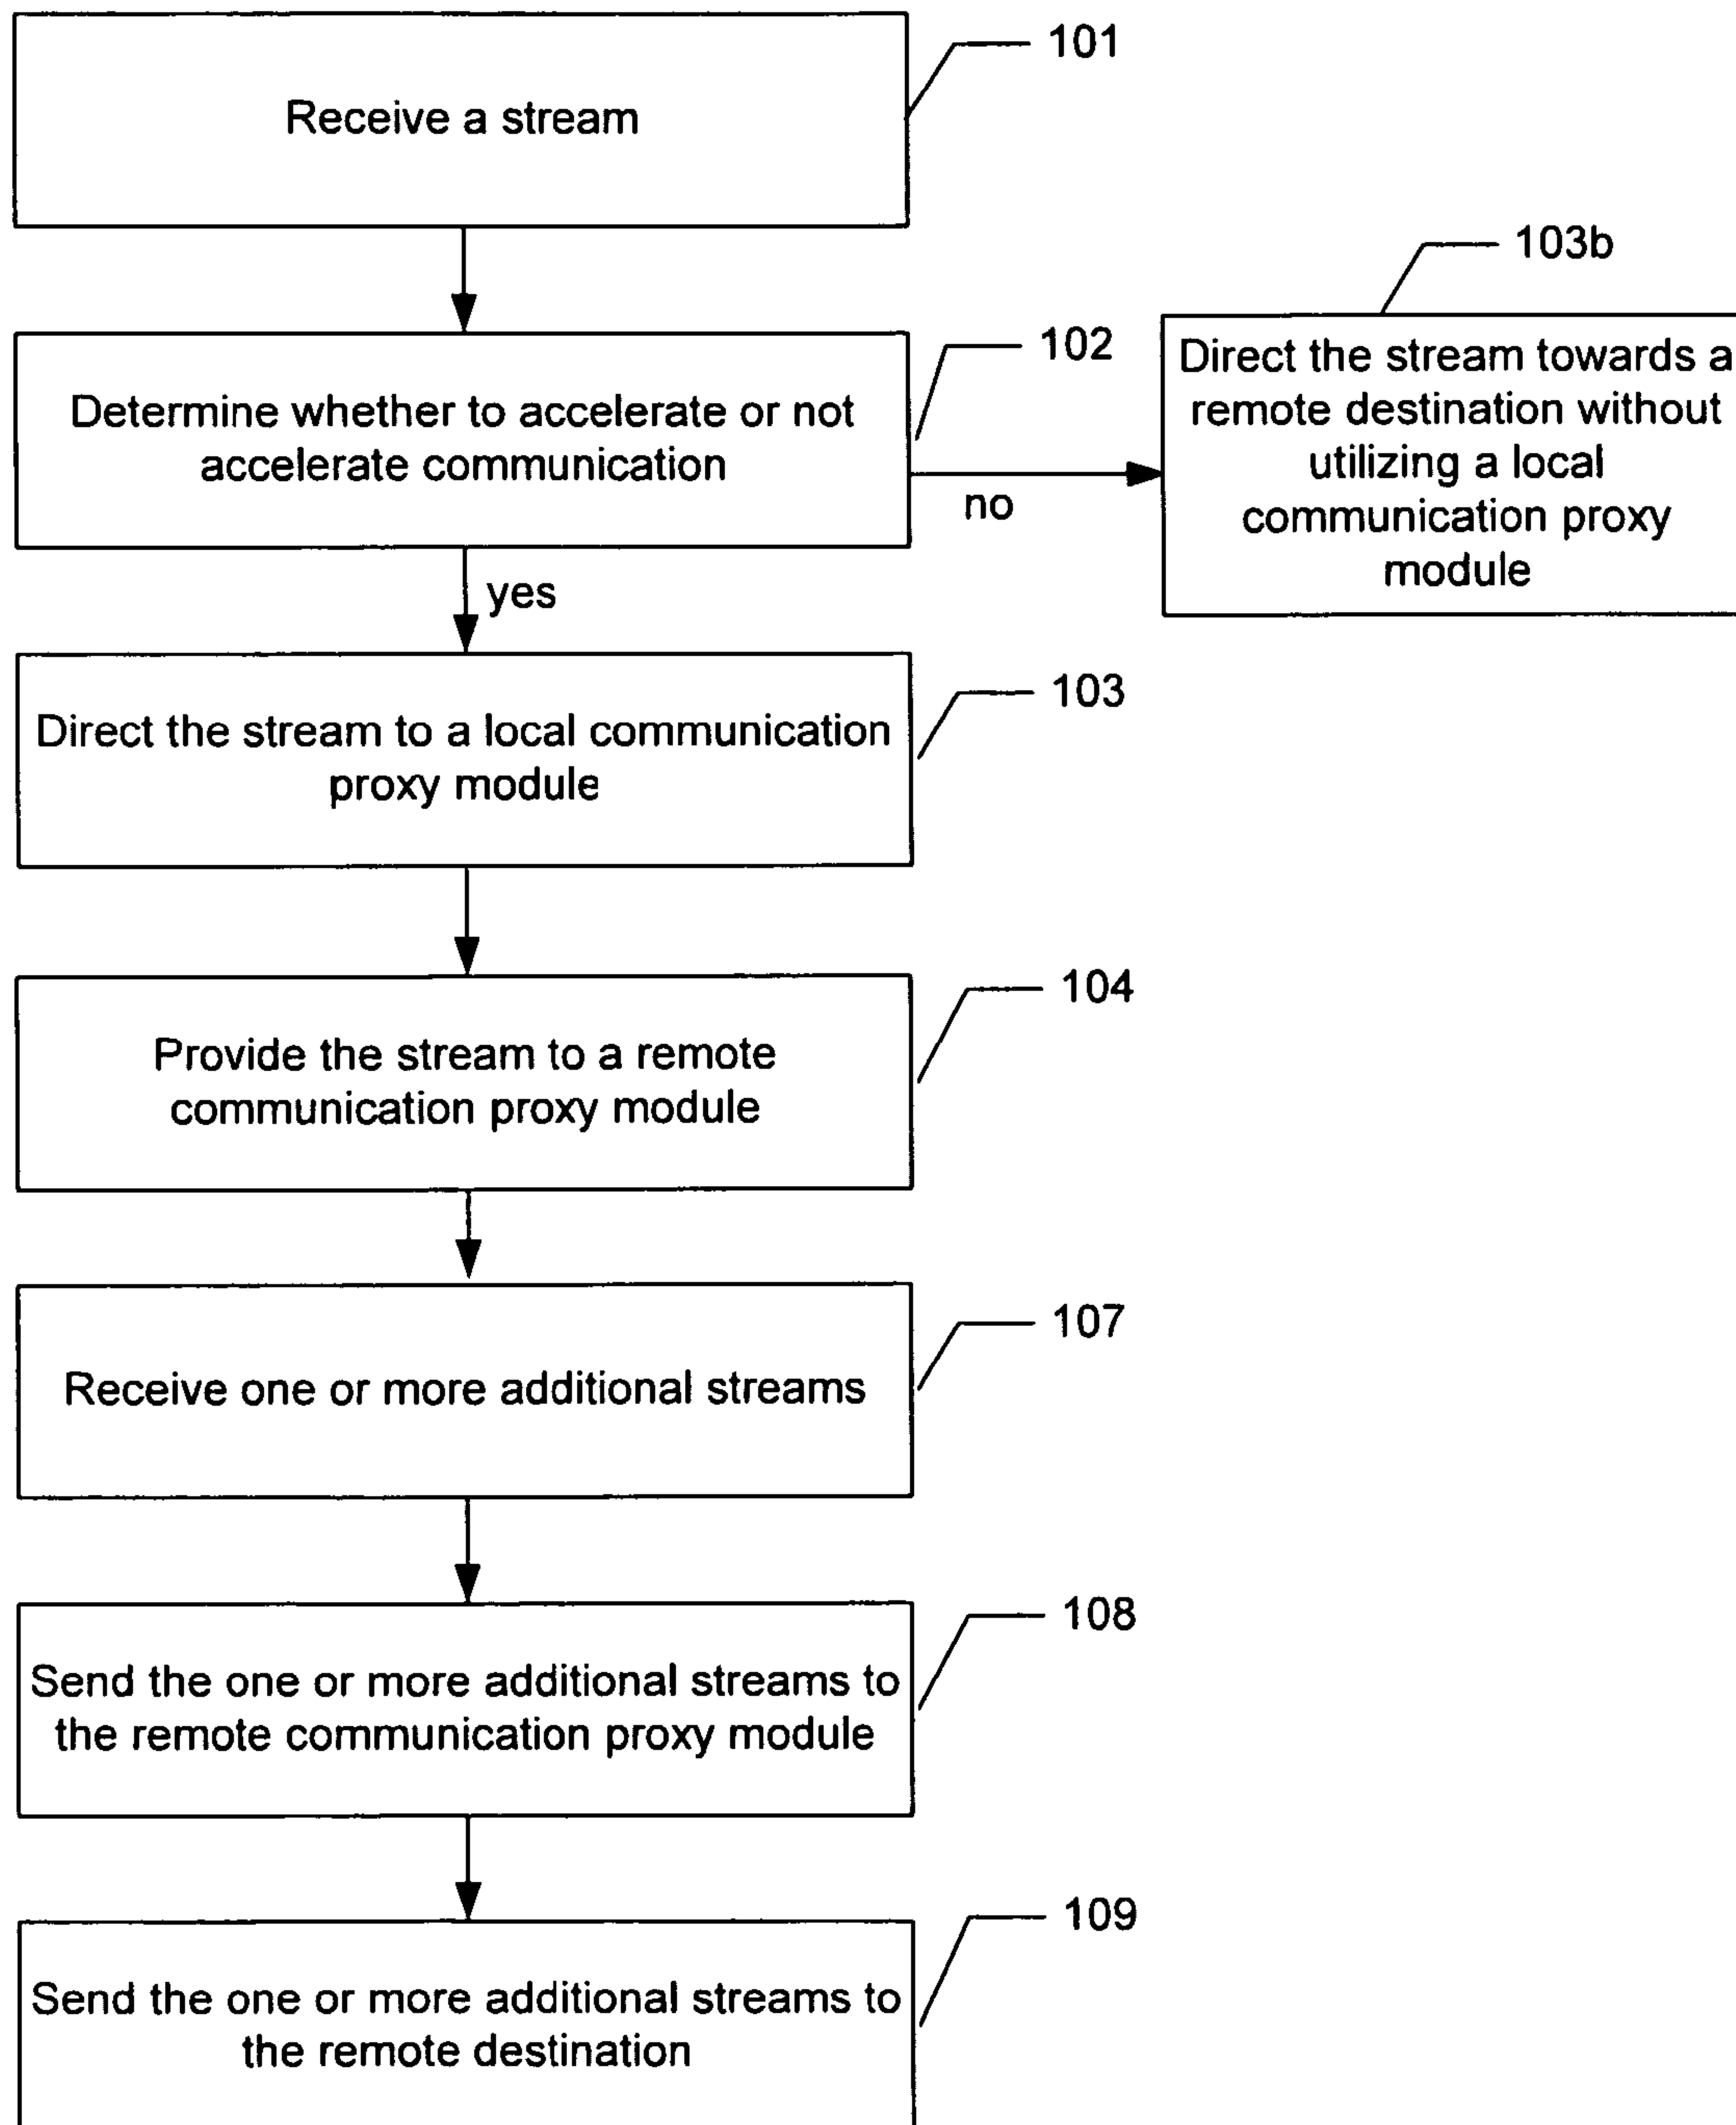 Receive a stream
101
103b
Determine whether to accelerate or not
accelerate communication
102
no
Direct the stream towards a
remote destination without
utilizing a local
communication proxy
module
yes
Direct the stream to a local communication
proxy module
103
Provide the stream to a remote
communication proxy module
104
Receive one or more additional streams
107
Send the one or more additional streams to
the remote communication proxy module
108
Send the one or more additional streams to
the remote destination
109